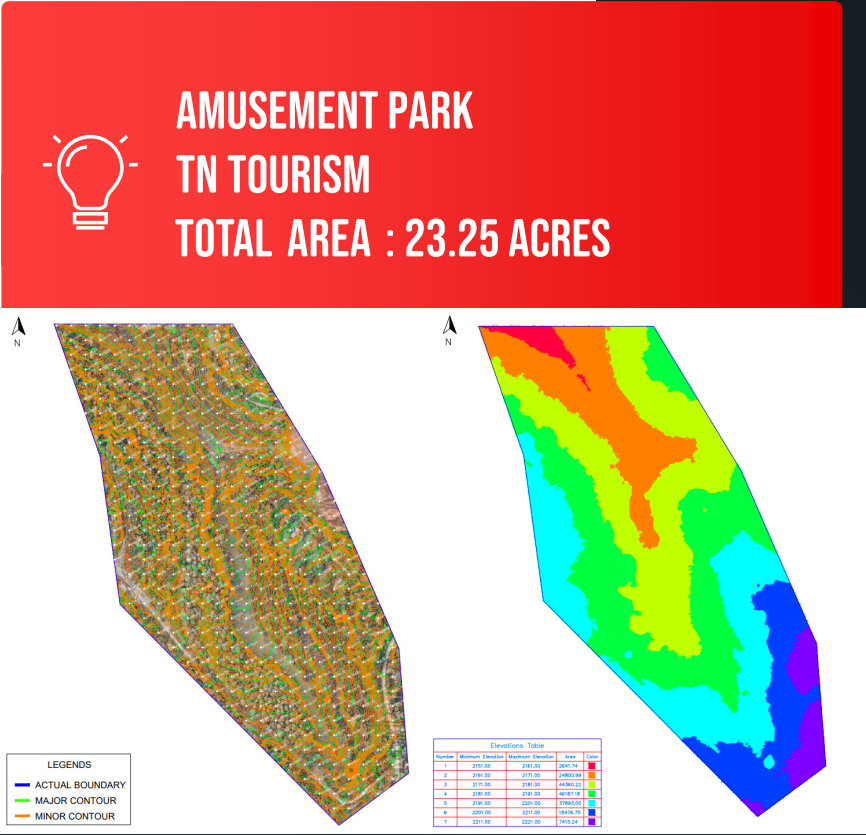 AMUSEMENT PARK
TN TOURISM
TOTAL AREA : 23.25 ACRES
N
N
LEGENDS
ACTUAL BOUNDARY
MAJOR CONTOUR
MINOR CONTOUR
Elevations Table
Number Minimum Elevation Maximum Elevation Area Color
1 2151.00 2161.00 2641.74
2 2161.00 2171.00 24800.99
3 2171.00 2181.00 44360.22
4 2181.00 2191.00 46187.18
5 2191.00 2201.00 37893.00
6 2201.00 2211.00 18476.75
7 2211.00 2221.00 7415.24